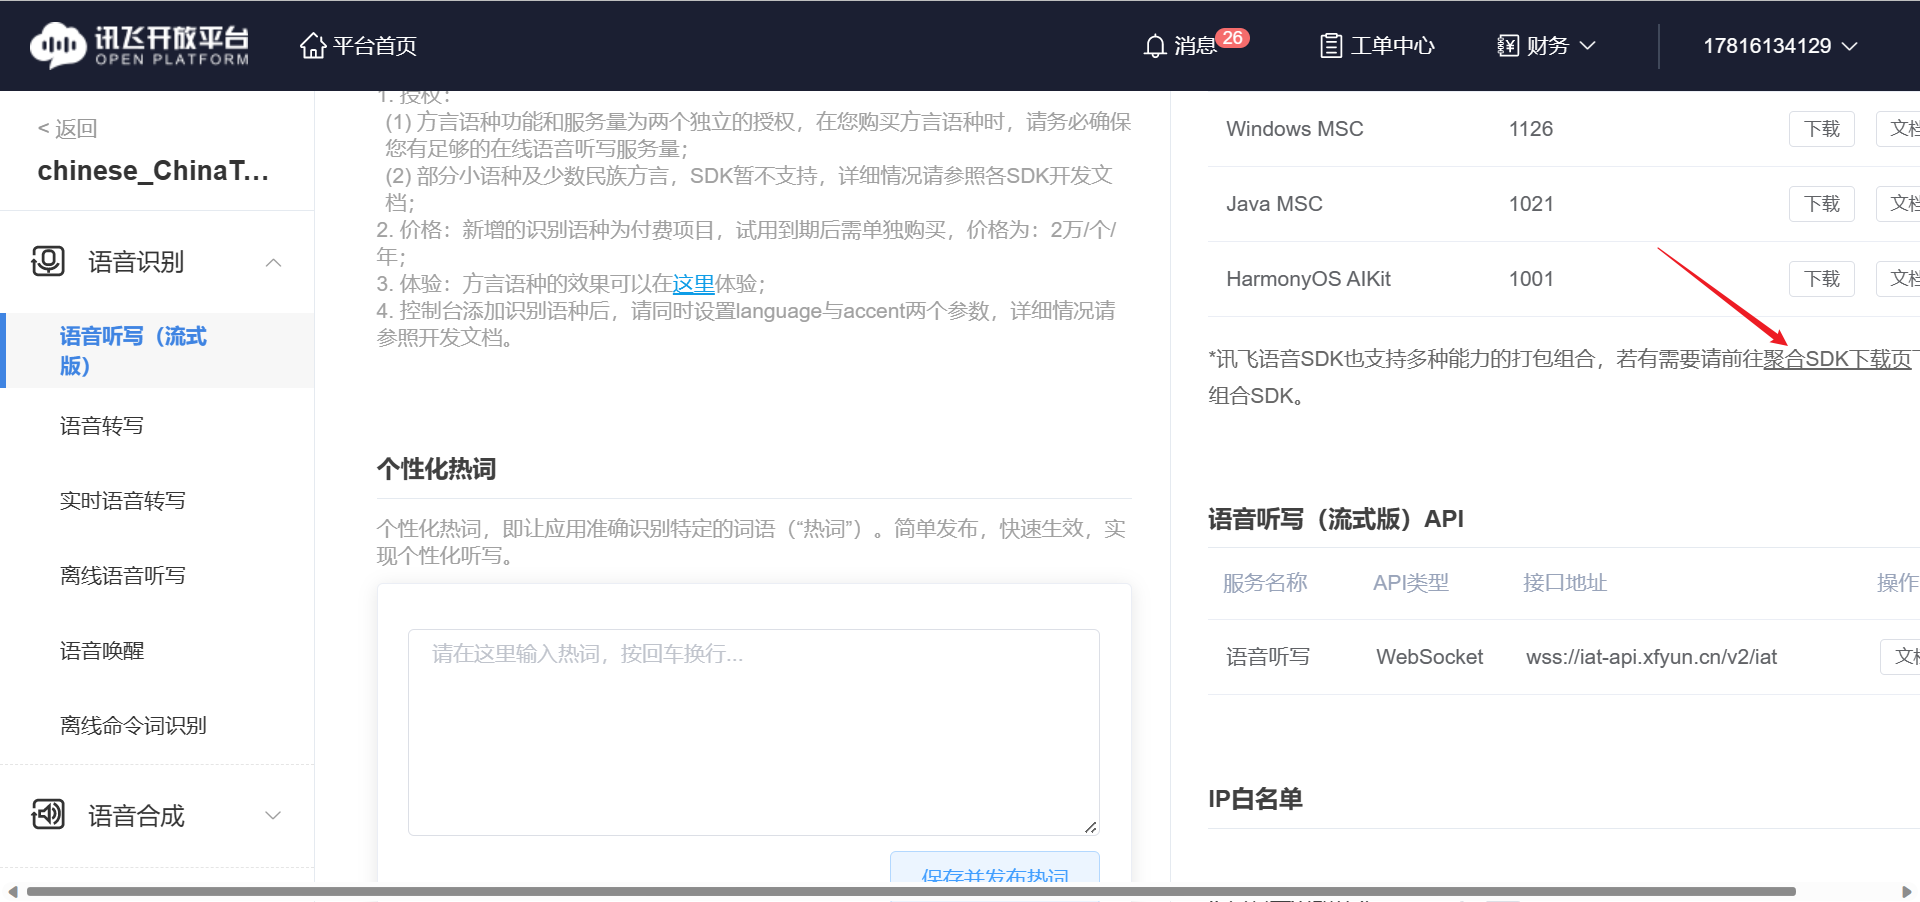 讯飞开放平台
OPEN PLATFORM
平台首页
消息
26
工单中心
财务
17816134129
< 返回
chinese_ChinaT...
语音识别
语音听写（流式
版）
语音转写
实时语音转写
离线语音听写
语音唤醒
离线命令词识别
语音合成
1. 授权：
(1) 方言语种功能和服务量为两个独立的授权，在您购买方言语种时，请务必确保
您有足够的在线语音听写服务量；
(2) 部分小语种及少数民族方言，SDK暂不支持，详细情况请参照各SDK开发文
档；
2. 价格：新增的识别语种为付费项目，试用到期后需单独购买，价格为：2万/个/
年；
3. 体验：方言语种的效果可以在这里体验；
4. 控制台添加识别语种后，请同时设置language与accent两个参数，详细情况请
参照开发文档。
个性化热词
个性化热词，即让应用准确识别特定的词语（“热词”）。简单发布，快速生效，实
现个性化听写。
请在这里输入热词，按回车换行...
保存并发布热词
Windows MSC 1126 下载 文档
Java MSC 1021 下载 文档
HarmonyOS AIKit 1001 下载 文档
*讯飞语音SDK也支持多种能力的打包组合，若有需要请前往聚合SDK下载页
组合SDK。
语音听写（流式版）API
服务名称 API类型 接口地址 操作
语音听写 WebSocket wss://iat-api.xfyun.cn/v2/iat 文档
IP白名单